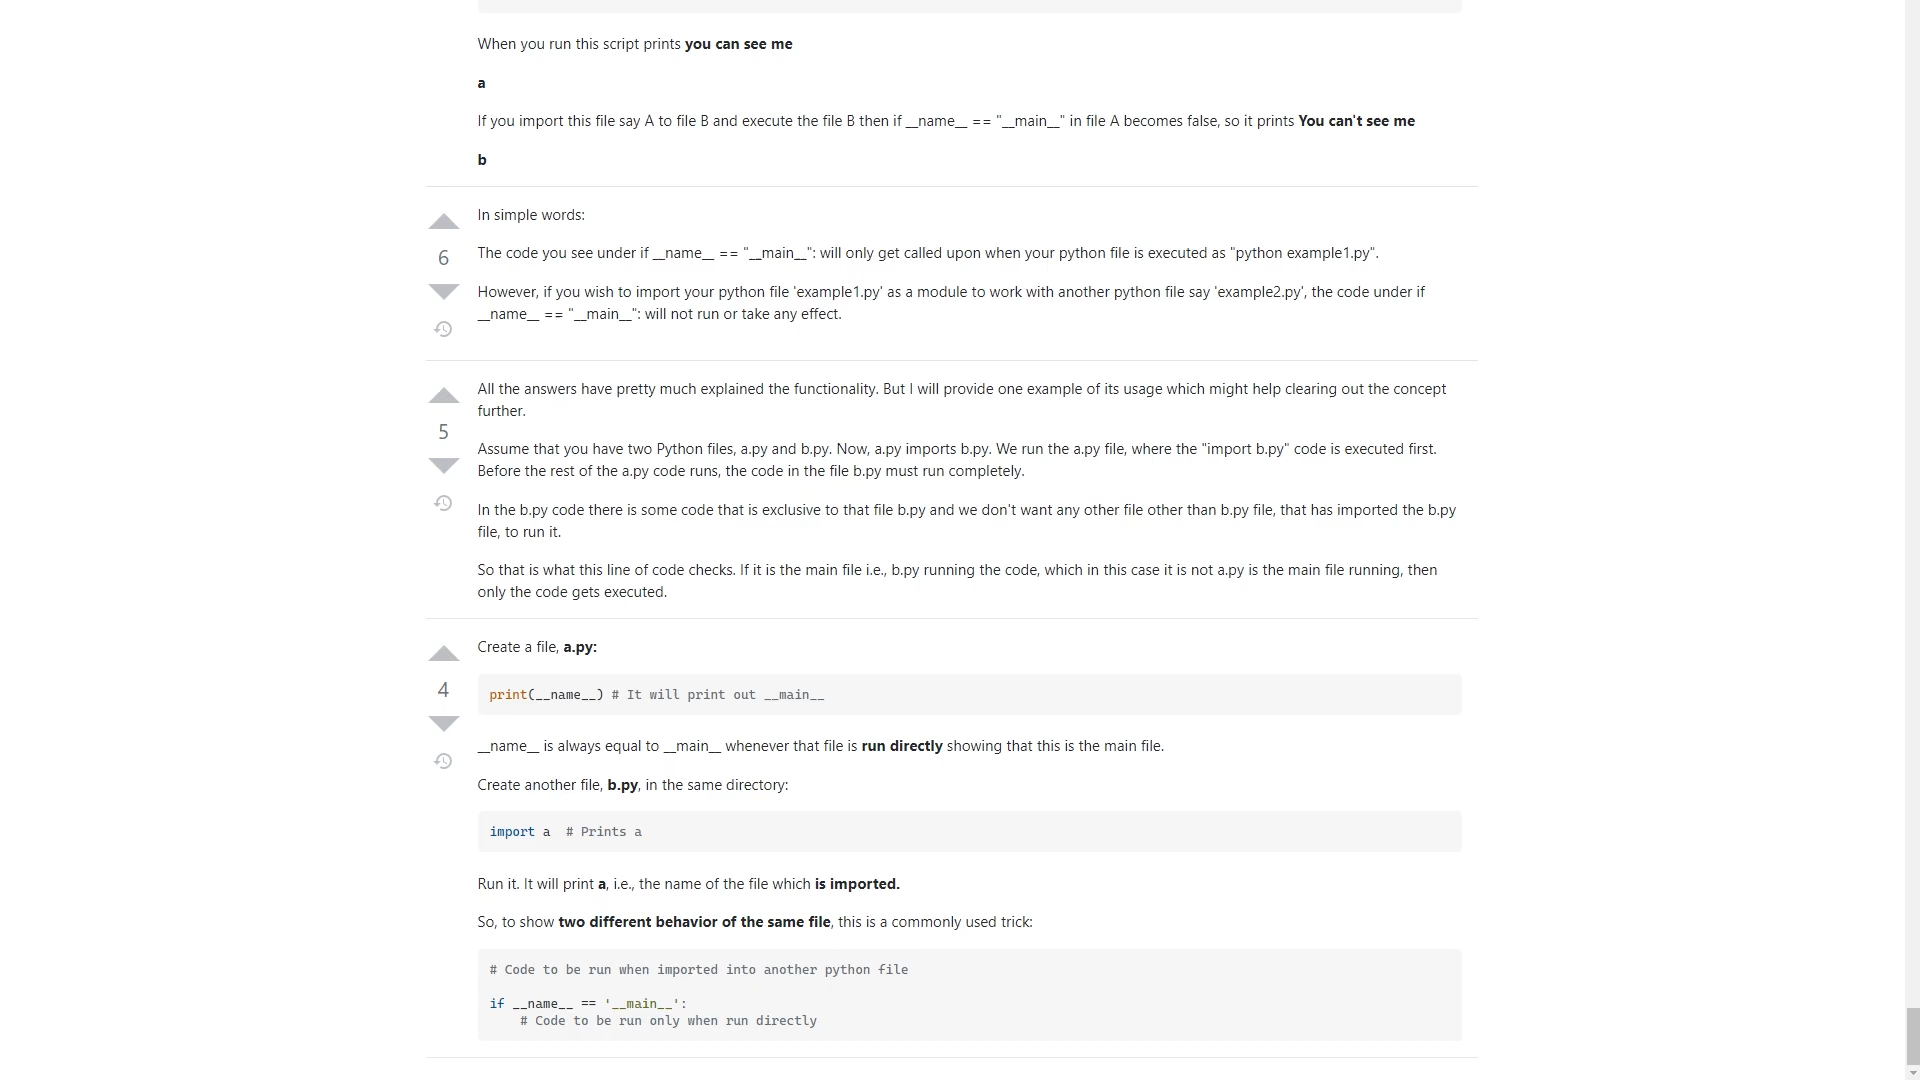 When you run this script prints you can see me
a
If you import this file say A to file B and execute the file B then if __name__ == "__main__" in file A becomes false, so it prints You can't see me
b
In simple words:
6
The code you see under if __name__ == "__main__": will only get called upon when your python file is executed as "python example1.py".
However, if you wish to import your python file 'example1.py' as a module to work with another python file say 'example2.py', the code under if
__name__ == "__main__": will not run or take any effect.
All the answers have pretty much explained the functionality. But I will provide one example of its usage which might help clearing out the concept
further.
5
Assume that you have two Python files, a.py and b.py. Now, a.py imports b.py. We run the a.py file, where the "import b.py" code is executed first.
Before the rest of the a.py code runs, the code in the file b.py must run completely.
In the b.py code there is some code that is exclusive to that file b.py and we don't want any other file other than b.py file, that has imported the b.py
file, to run it.
So that is what this line of code checks. If it is the main file i.e., b.py running the code, which in this case it is not a.py is the main file running, then
only the code gets executed.
Create a file, a.py:
4
print(__name__) # It will print out __main__
__name__ is always equal to __main__ whenever that file is run directly showing that this is the main file.
Create another file, b.py, in the same directory:
import a  # Prints a
Run it. It will print a, i.e., the name of the file which is imported.
So, to show two different behavior of the same file, this is a commonly used trick:
# Code to be run when imported into another python file
if __name__ == '__main__':
    # Code to be run only when run directly